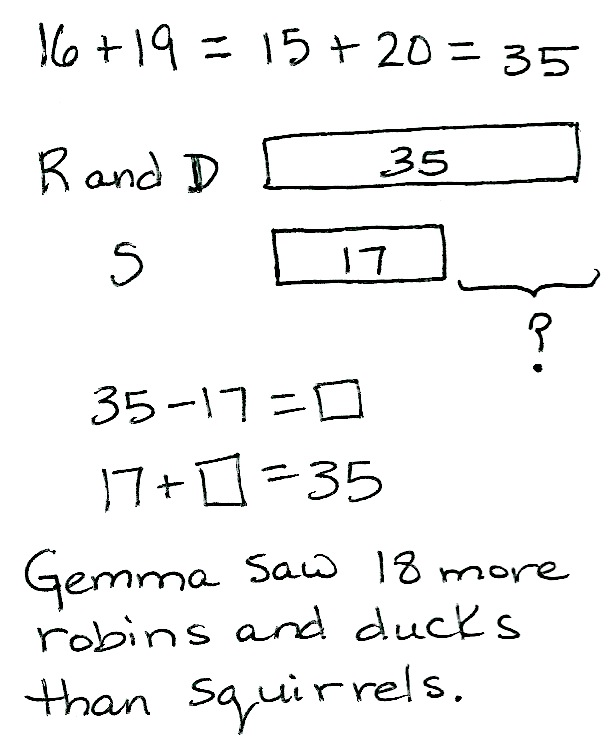 16 + 19 = 15 + 20 = 35
R and D 35
S 17
?
35 - 17 = □
17 + □ = 35
Gemma saw 18 more
robins and ducks
than squirrels.